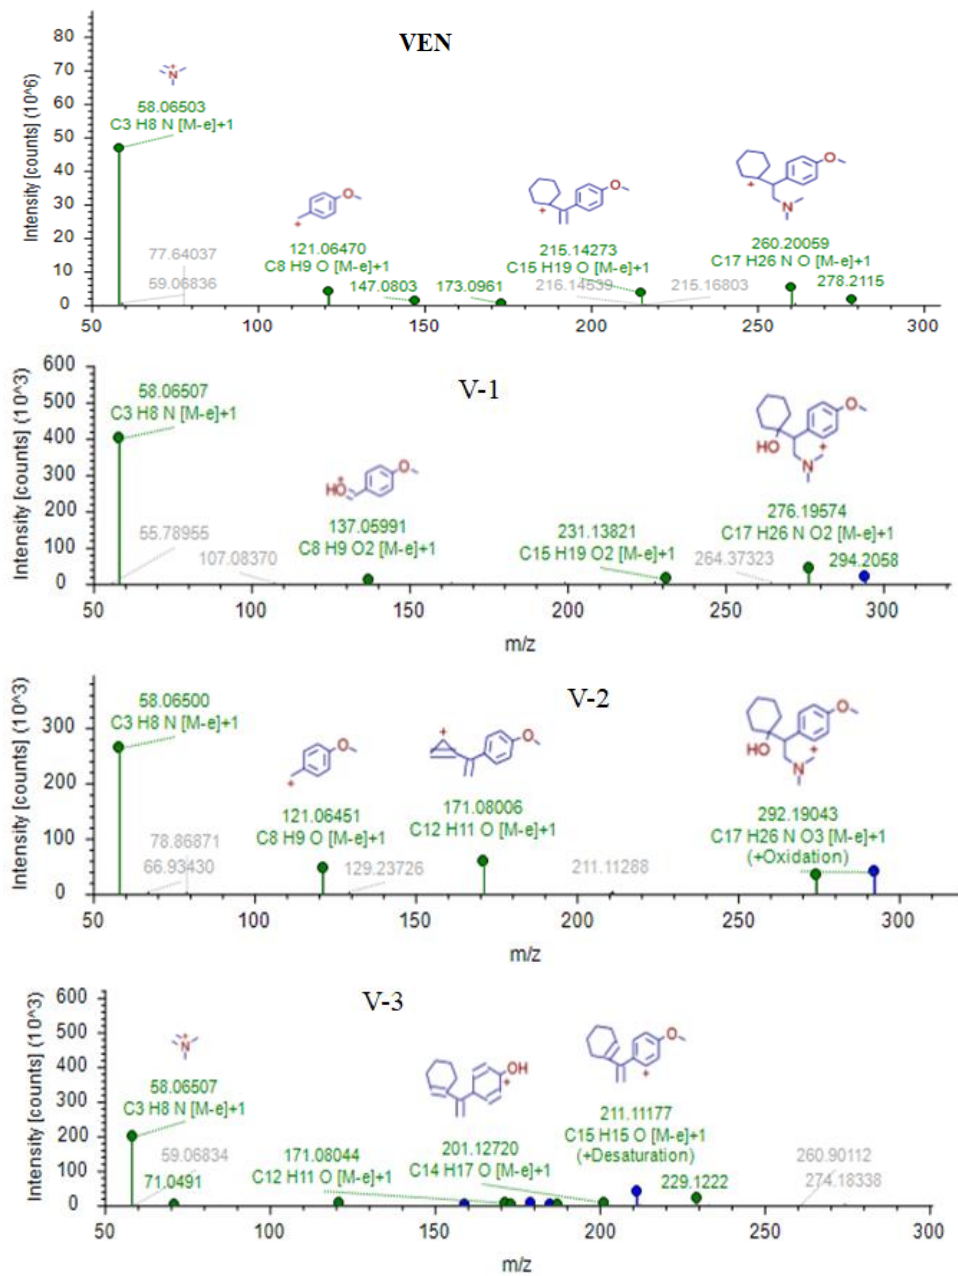 VEN
Intensity [counts] (10^6)
80
70
60
50
40
30
20
10
0
N
+
58.06503
C3 H8 N [M-e]+1
77.64037
59.06836
O
+
121.06470
C8 H9 O [M-e]+1
147.0803
173.0961
O
+
215.14273
C15 H19 O [M-e]+1
216.14539
215.16803
O
+
N
260.20059
C17 H26 N O [M-e]+1
278.2115
50 100 150 200 250 300
V-1
Intensity [counts] (10^3)
600
500
400
300
200
100
0
58.06507
C3 H8 N [M-e]+1
55.78955
107.08370
HO
+
O
137.05991
C8 H9 O2 [M-e]+1
231.13821
C15 H19 O2 [M-e]+1
264.37323
O
HO
+
N
276.19574
C17 H26 N O2 [M-e]+1
294.2058
50 100 150 200 250 300
m/z
V-2
Intensity [counts] (10^3)
300
200
100
0
58.06500
C3 H8 N [M-e]+1
78.86871
66.93430
O
+
121.06451
C8 H9 O [M-e]+1
129.23726
+
O
171.08006
C12 H11 O [M-e]+1
211.11288
O
HO
+
N
292.19043
C17 H26 N O3 [M-e]+1
(+Oxidation)
50 100 150 200 250 300
m/z
V-3
Intensity [counts] (10^3)
600
500
400
300
200
100
0
+
N
58.06507
C3 H8 N [M-e]+1
59.06834
71.0491
171.08044
C12 H11 O [M-e]+1
OH
+
201.12720
C14 H17 O [M-e]+1
O
+
211.11177
C15 H15 O [M-e]+1
(+Desaturation)
229.1222
260.90112
274.18338
50 100 150 200 250 300
m/z